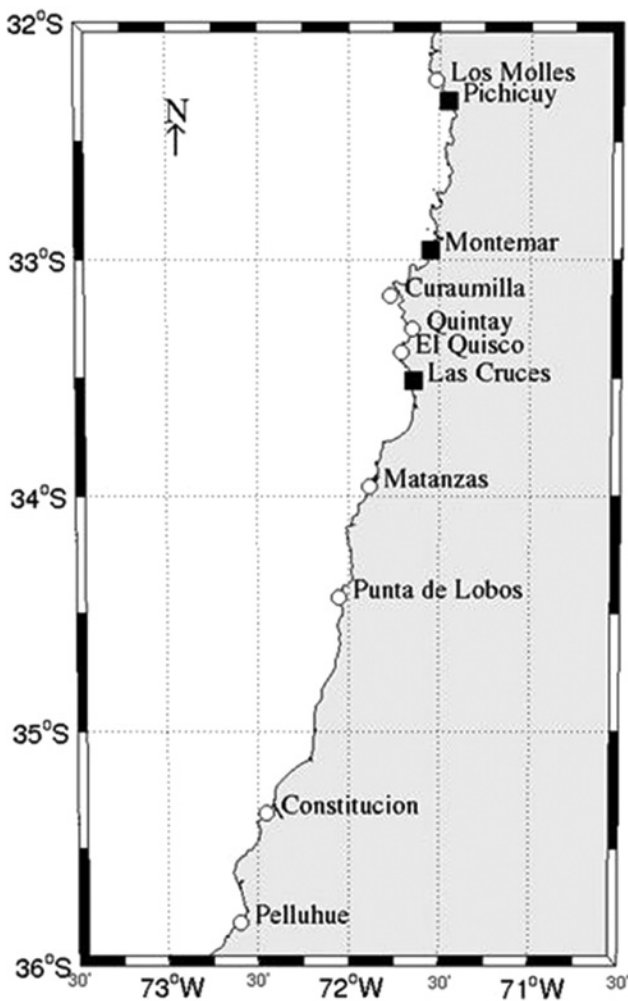 32°S
Los Molles
Pichicuy
N
Montemar
33°S
Curaumilla
Quintay
El Quisco
Las Cruces
Matanzas
34°S
Punta de Lobos
35°S
Constitucion
Pelluhue
36°S
30' 73°W 30' 72°W 30' 71°W 30'